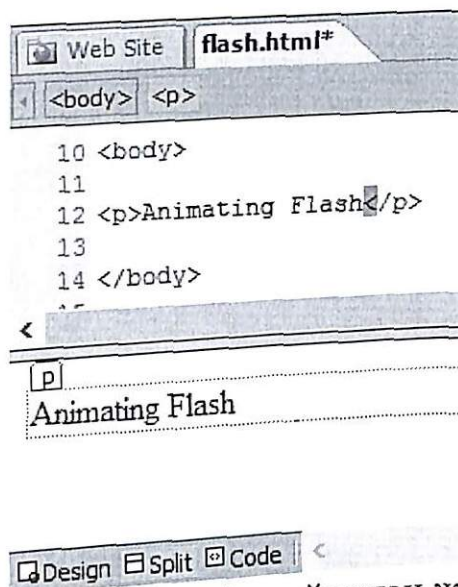 Web Site flash.html*
<body> <p>
10 <body>
11
12 <p>Animating Flash</p>
13
14 </body>
p
Animating Flash
Design Split Code